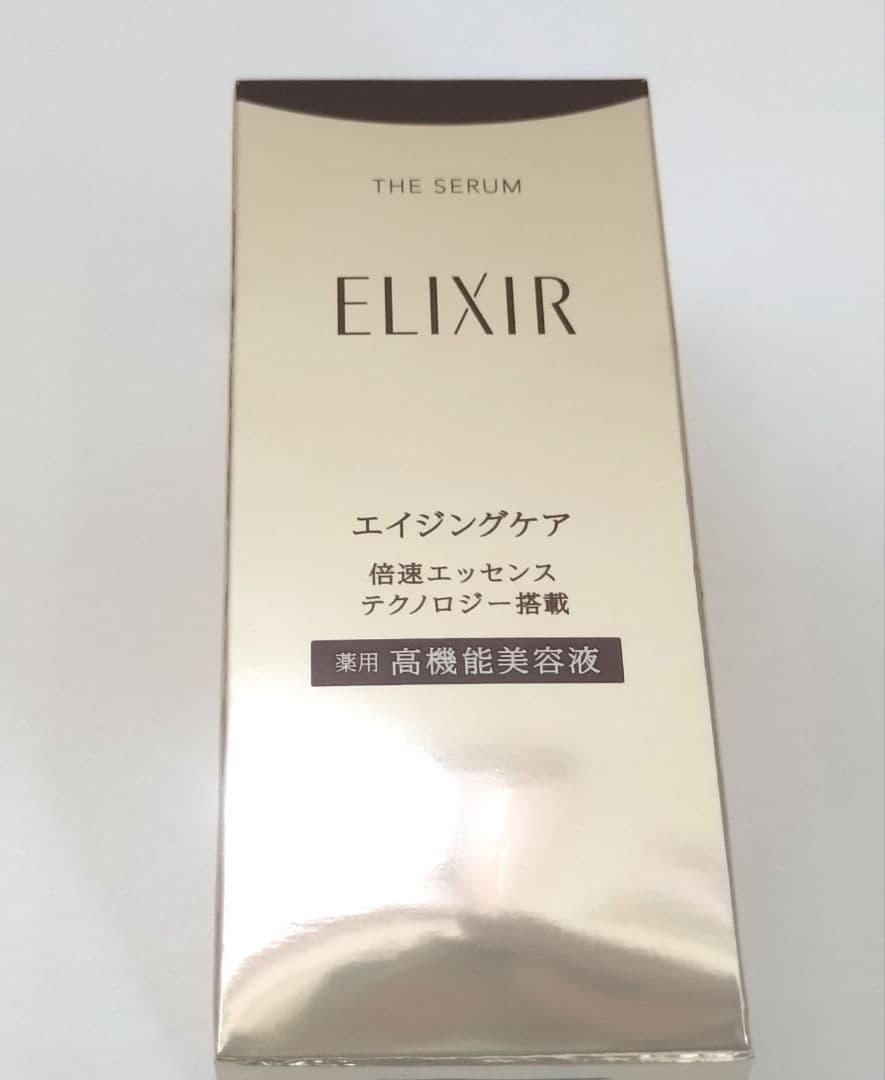 THE SERUM
ELIXIR
エイジングケア
倍速エッセンス
テクノロジー搭載
薬用 高機能美容液